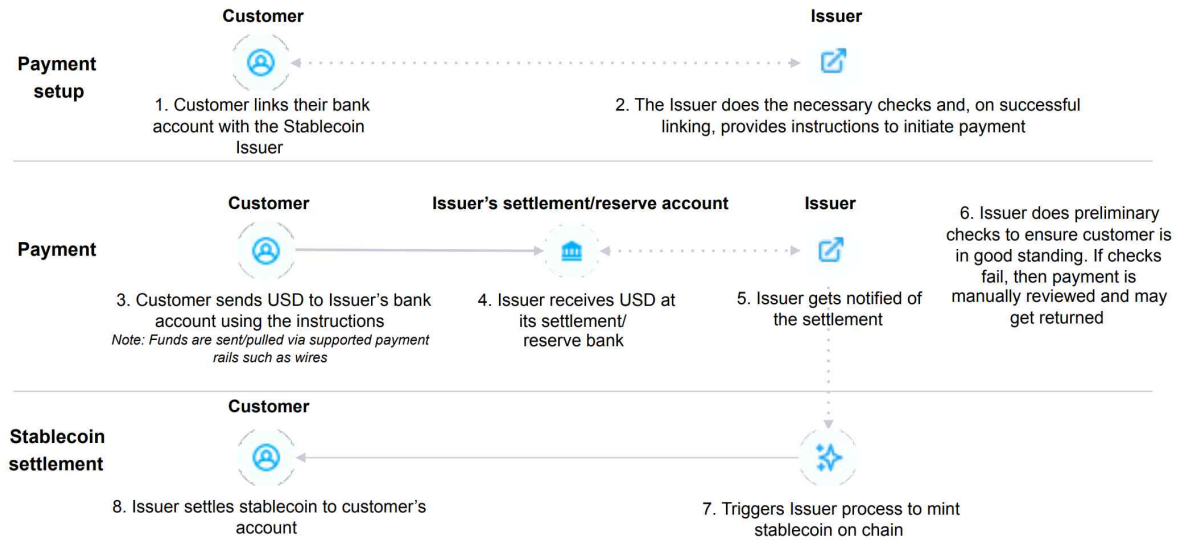 Customer
Issuer
Payment
setup
1. Customer links their bank
account with the Stablecoin
Issuer
2. The Issuer does the necessary checks and, on successful
linking, provides instructions to initiate payment
Customer
Issuer's settlement/reserve account
Issuer
Payment
3. Customer sends USD to Issuer's bank
account using the instructions
Note: Funds are sent/pulled via supported payment
rails such as wires
4. Issuer receives USD at
its settlement/
reserve bank
5. Issuer gets notified of
the settlement
6. Issuer does preliminary
checks to ensure customer is
in good standing. If checks
fail, then payment is
manually reviewed and may
get returned
Customer
Stablecoin
settlement
8. Issuer settles stablecoin to customer's
account
7. Triggers Issuer process to mint
stablecoin on chain